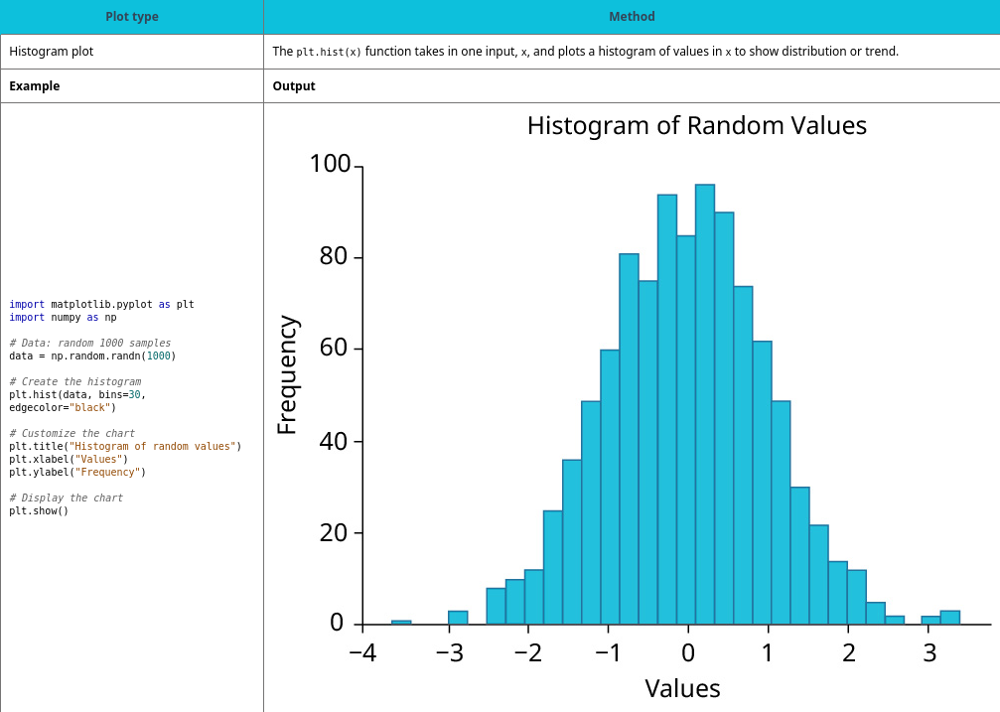 Plot type
Method
Histogram plot
The plt.hist(x) function takes in one input, x, and plots a histogram of values in x to show distribution or trend.
Example
Output
import matplotlib.pyplot as plt
import numpy as np
# Data: random 1000 samples
data = np.random.randn(1000)
# Create the histogram
plt.hist(data, bins=30,
edgecolor="black")
# Customize the chart
plt.title("Histogram of random values")
plt.xlabel("Values")
plt.ylabel("Frequency")
# Display the chart
plt.show()
Histogram of Random Values
Frequency
100
80
60
40
20
0
−4 −3 −2 −1 0 1 2 3
Values